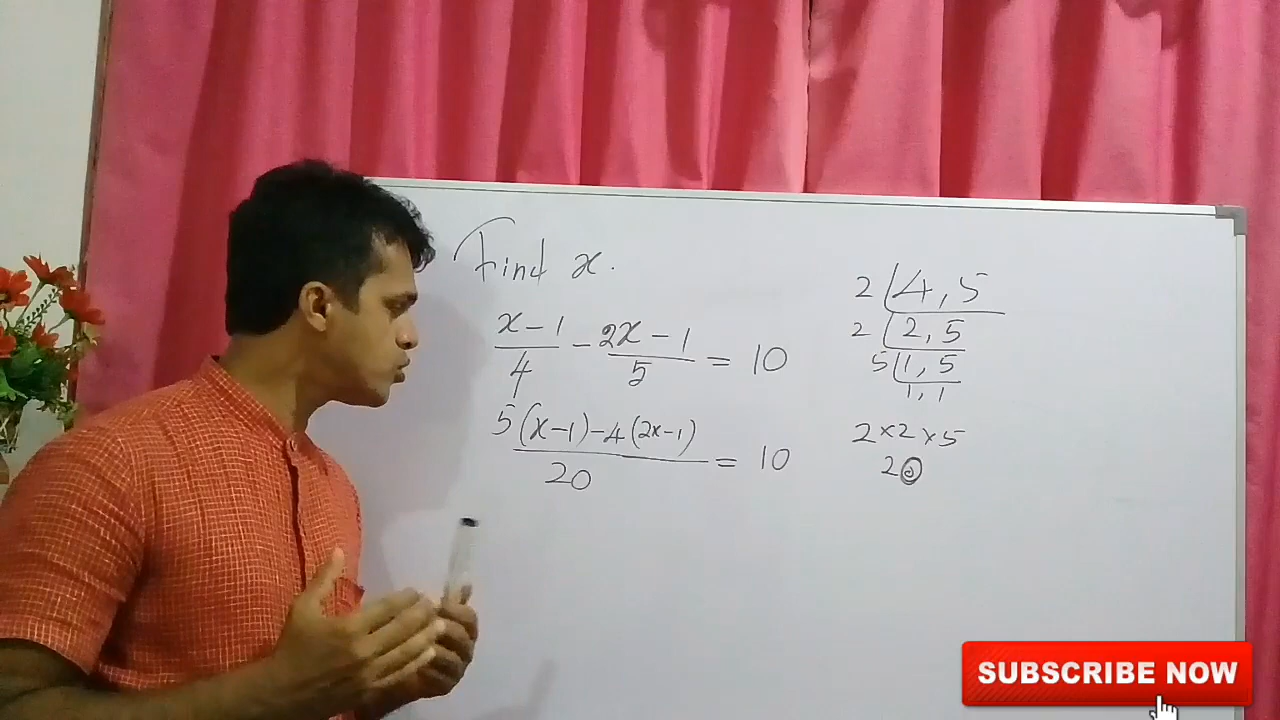 Find x.
x-1/4 - 2x-1/5 = 10
5(x-1)-4(2x-1)/20 = 10
2 4,5
2 2,5
5 1,5
1,1
2×2×5
20
SUBSCRIBE NOW